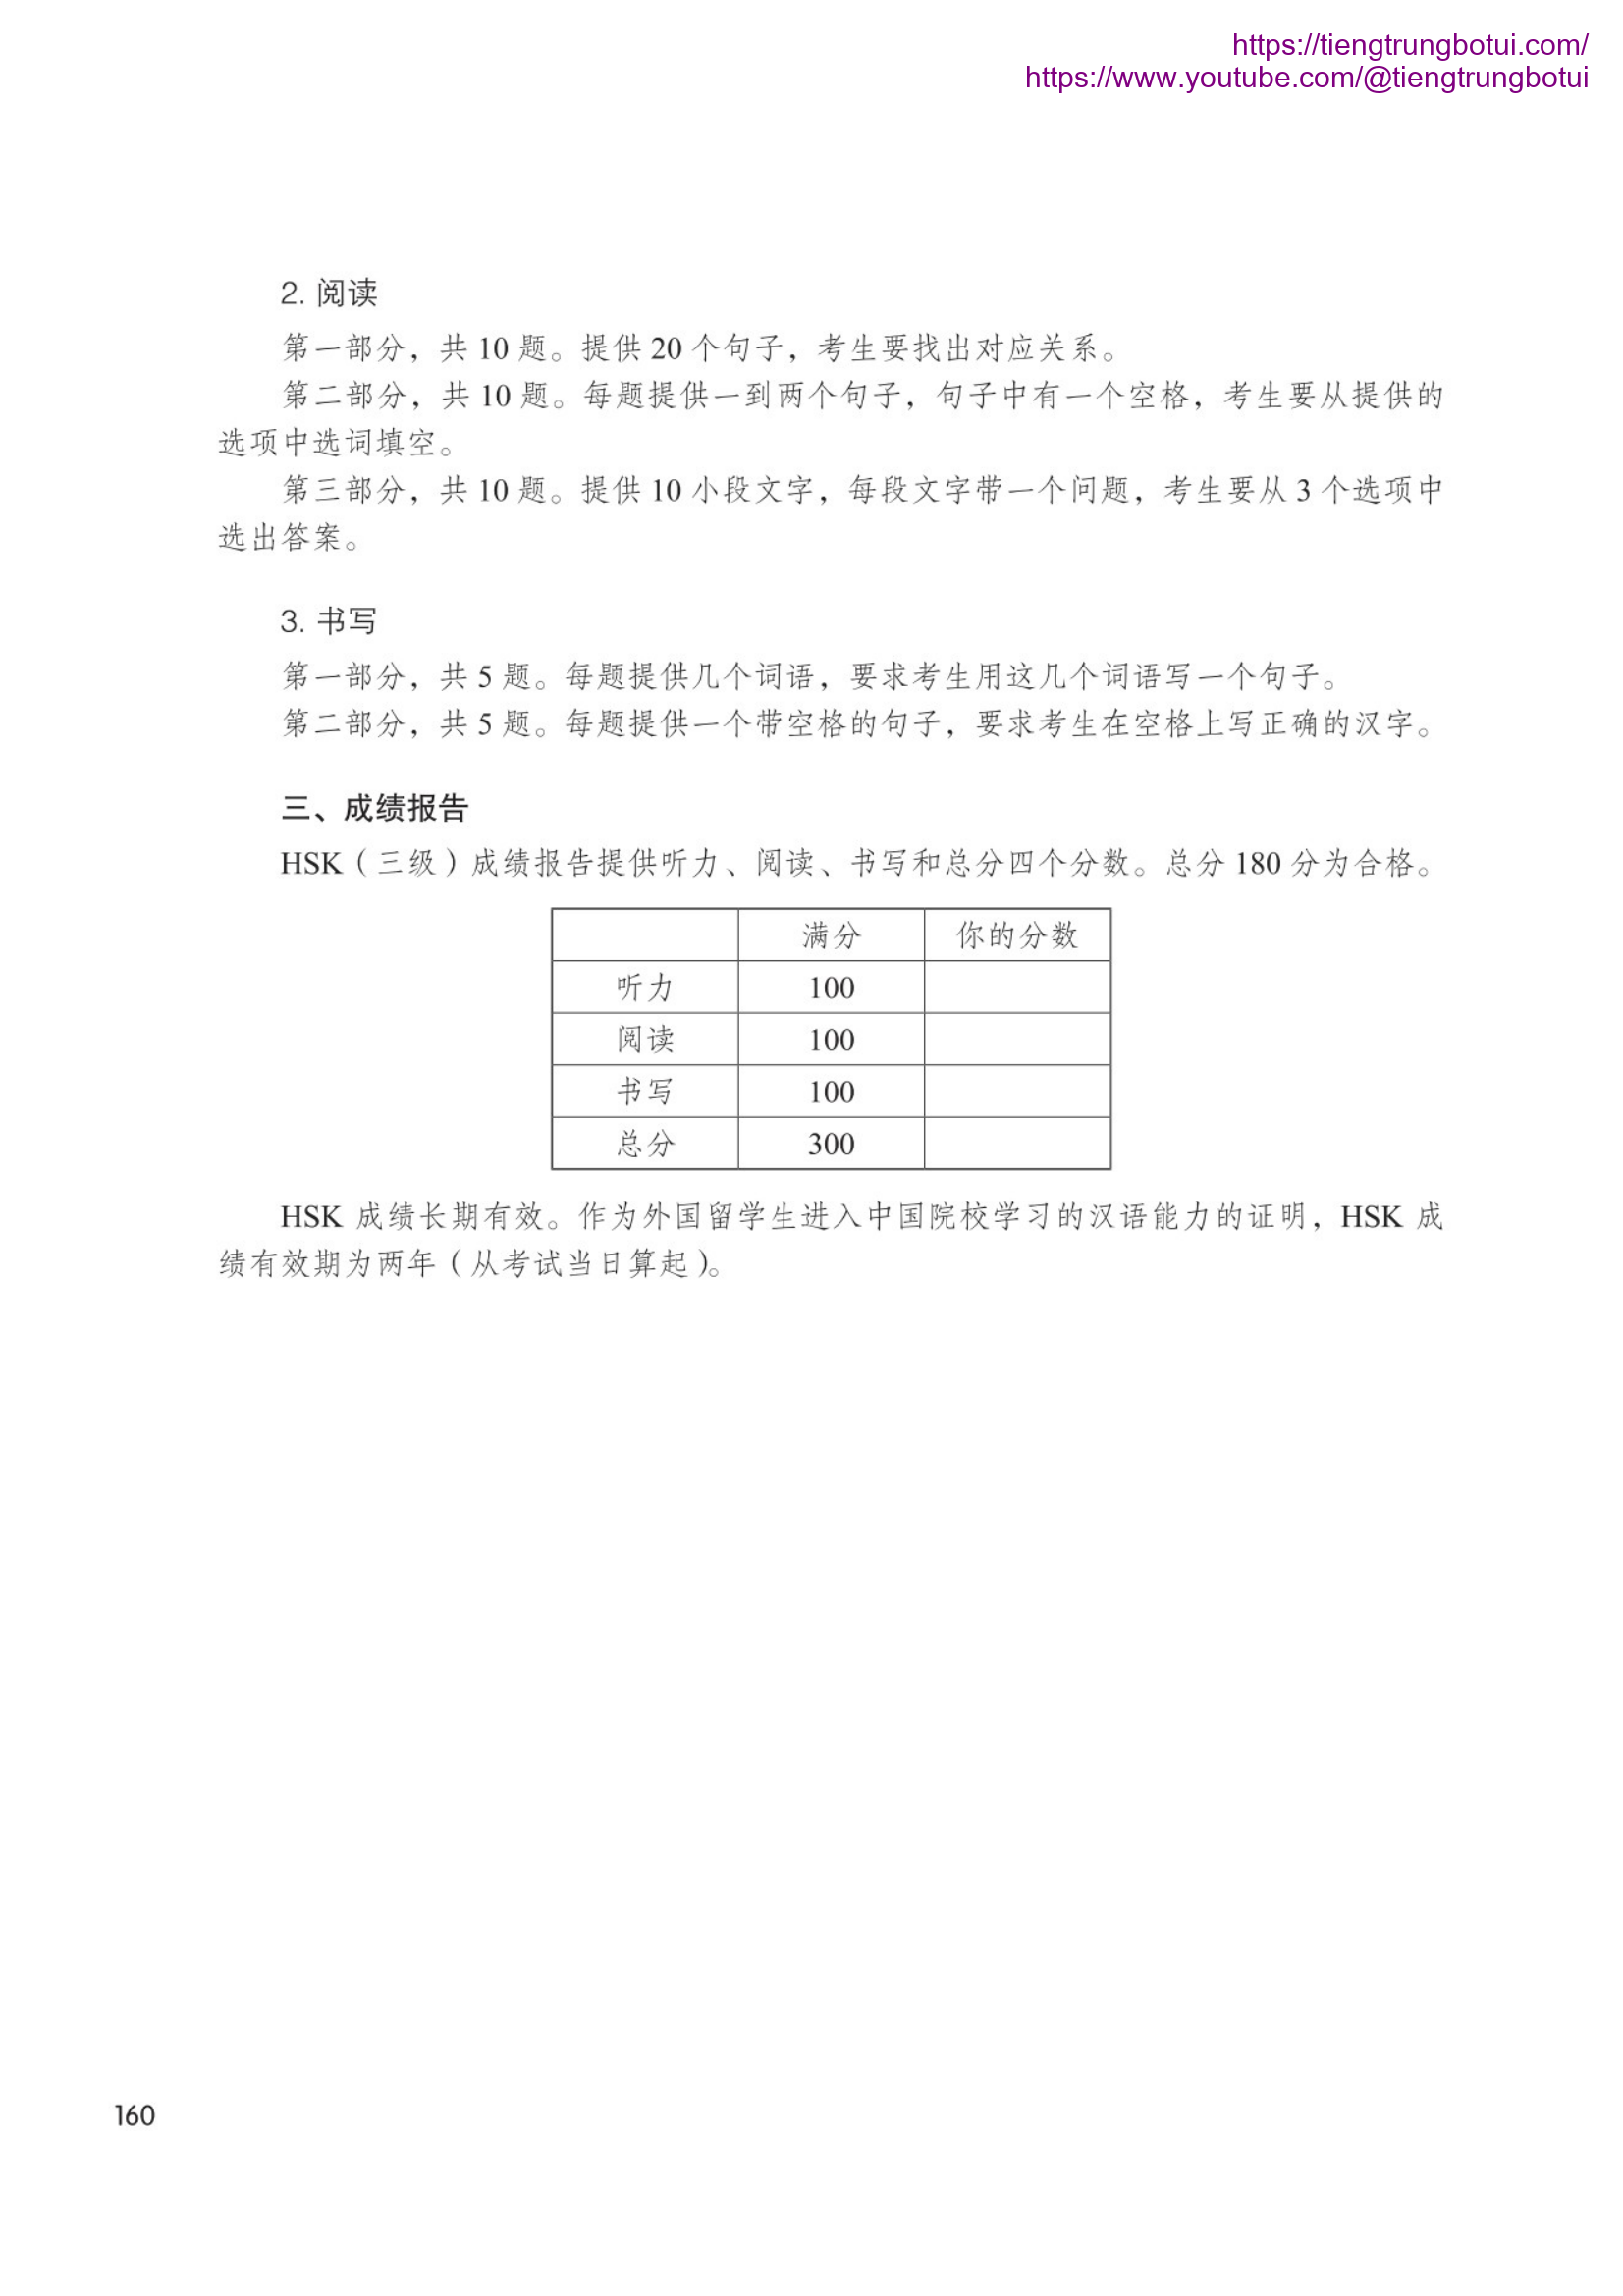 https://tiengtrungbotui.com/
https://www.youtube.com/@tiengtrungbotui
2. 阅读
第一部分，共 10 题。提供 20 个句子，考生要找出对应关系。
第二部分，共 10 题。每题提供一到两个句子，句子中有一个空格，考生要从提供的
选项中选词填空。
第三部分，共 10 题。提供 10 小段文字，每段文字带一个问题，考生要从 3 个选项中
选出答案。
3. 书写
第一部分，共 5 题。每题提供几个词语，要求考生用这几个词语写一个句子。
第二部分，共 5 题。每题提供一个带空格的句子，要求考生在空格上写正确的汉字。
三、成绩报告
HSK（三级）成绩报告提供听力、阅读、书写和总分四个分数。总分 180 分为合格。
满分 你的分数
听力 100
阅读 100
书写 100
总分 300
HSK 成绩长期有效。作为外国留学生进入中国院校学习的汉语能力的证明，HSK 成
绩有效期为两年（从考试当日算起）。
160